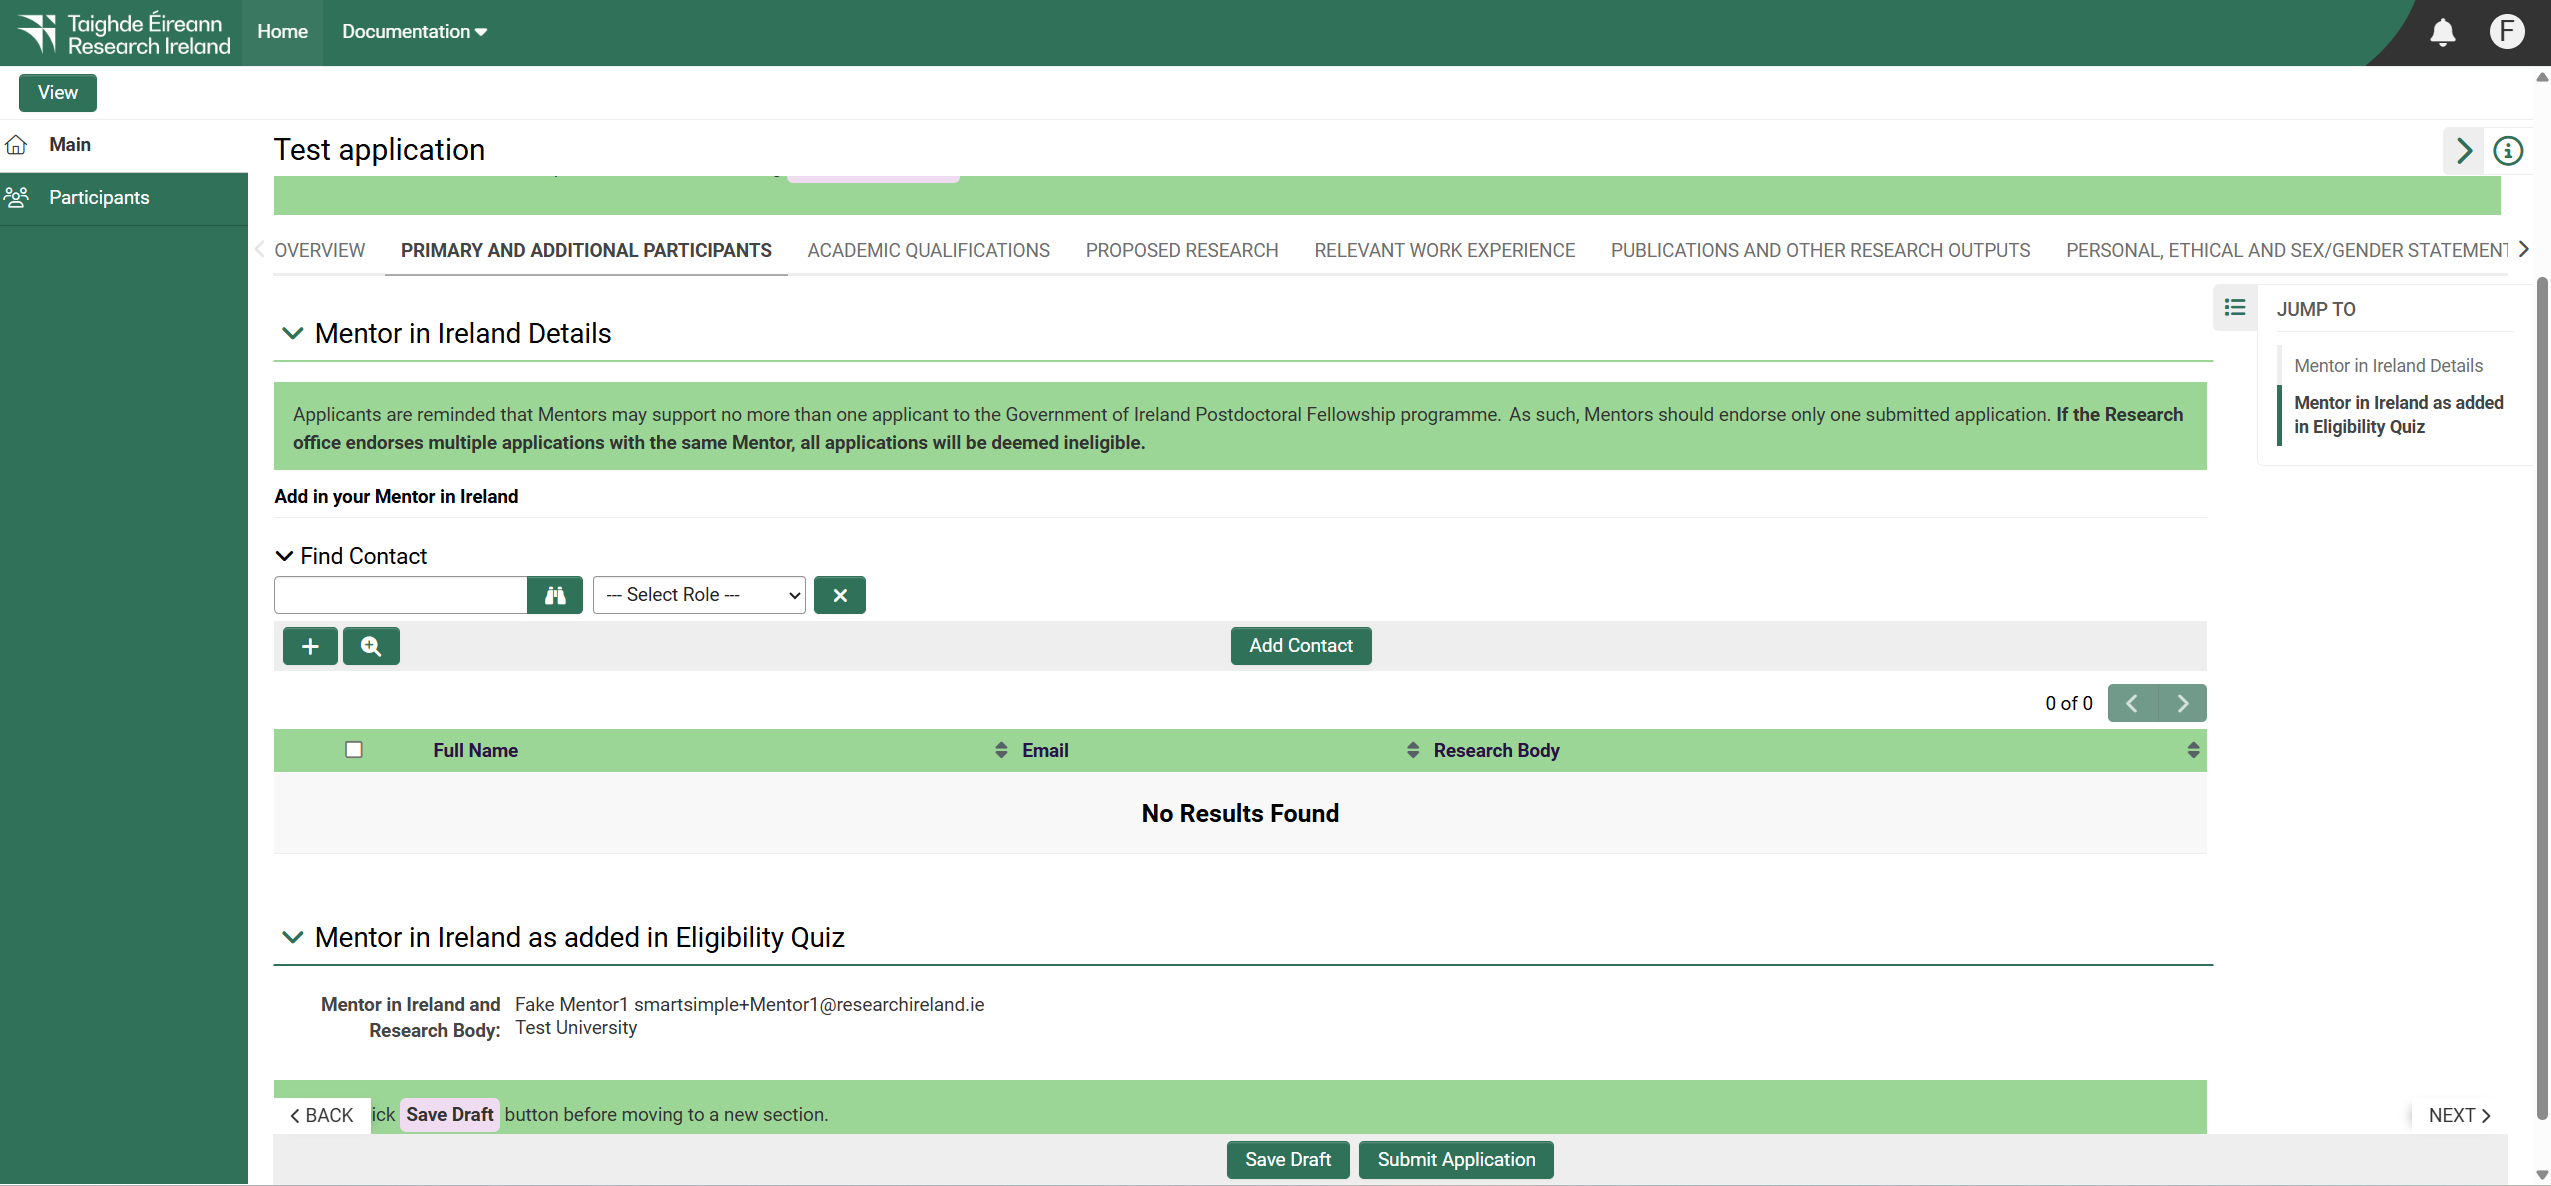 Taighde Éireann
Research Ireland
Home
Documentation
F
View
Main
Participants
Test application
OVERVIEW
PRIMARY AND ADDITIONAL PARTICIPANTS
ACADEMIC QUALIFICATIONS
PROPOSED RESEARCH
RELEVANT WORK EXPERIENCE
PUBLICATIONS AND OTHER RESEARCH OUTPUTS
PERSONAL, ETHICAL AND SEX/GENDER STATEMENT
JUMP TO
Mentor in Ireland Details
Mentor in Ireland as added
in Eligibility Quiz
Mentor in Ireland Details
Applicants are reminded that Mentors may support no more than one applicant to the Government of Ireland Postdoctoral Fellowship programme. As such, Mentors should endorse only one submitted application. If the Research
office endorses multiple applications with the same Mentor, all applications will be deemed ineligible.
Add in your Mentor in Ireland
Find Contact
--- Select Role ---
Add Contact
0 of 0
Full Name
Email
Research Body
No Results Found
Mentor in Ireland as added in Eligibility Quiz
Mentor in Ireland and
Research Body:
Fake Mentor1 smartsimple+Mentor1@researchireland.ie
Test University
BACK
ick Save Draft button before moving to a new section.
NEXT
Save Draft
Submit Application